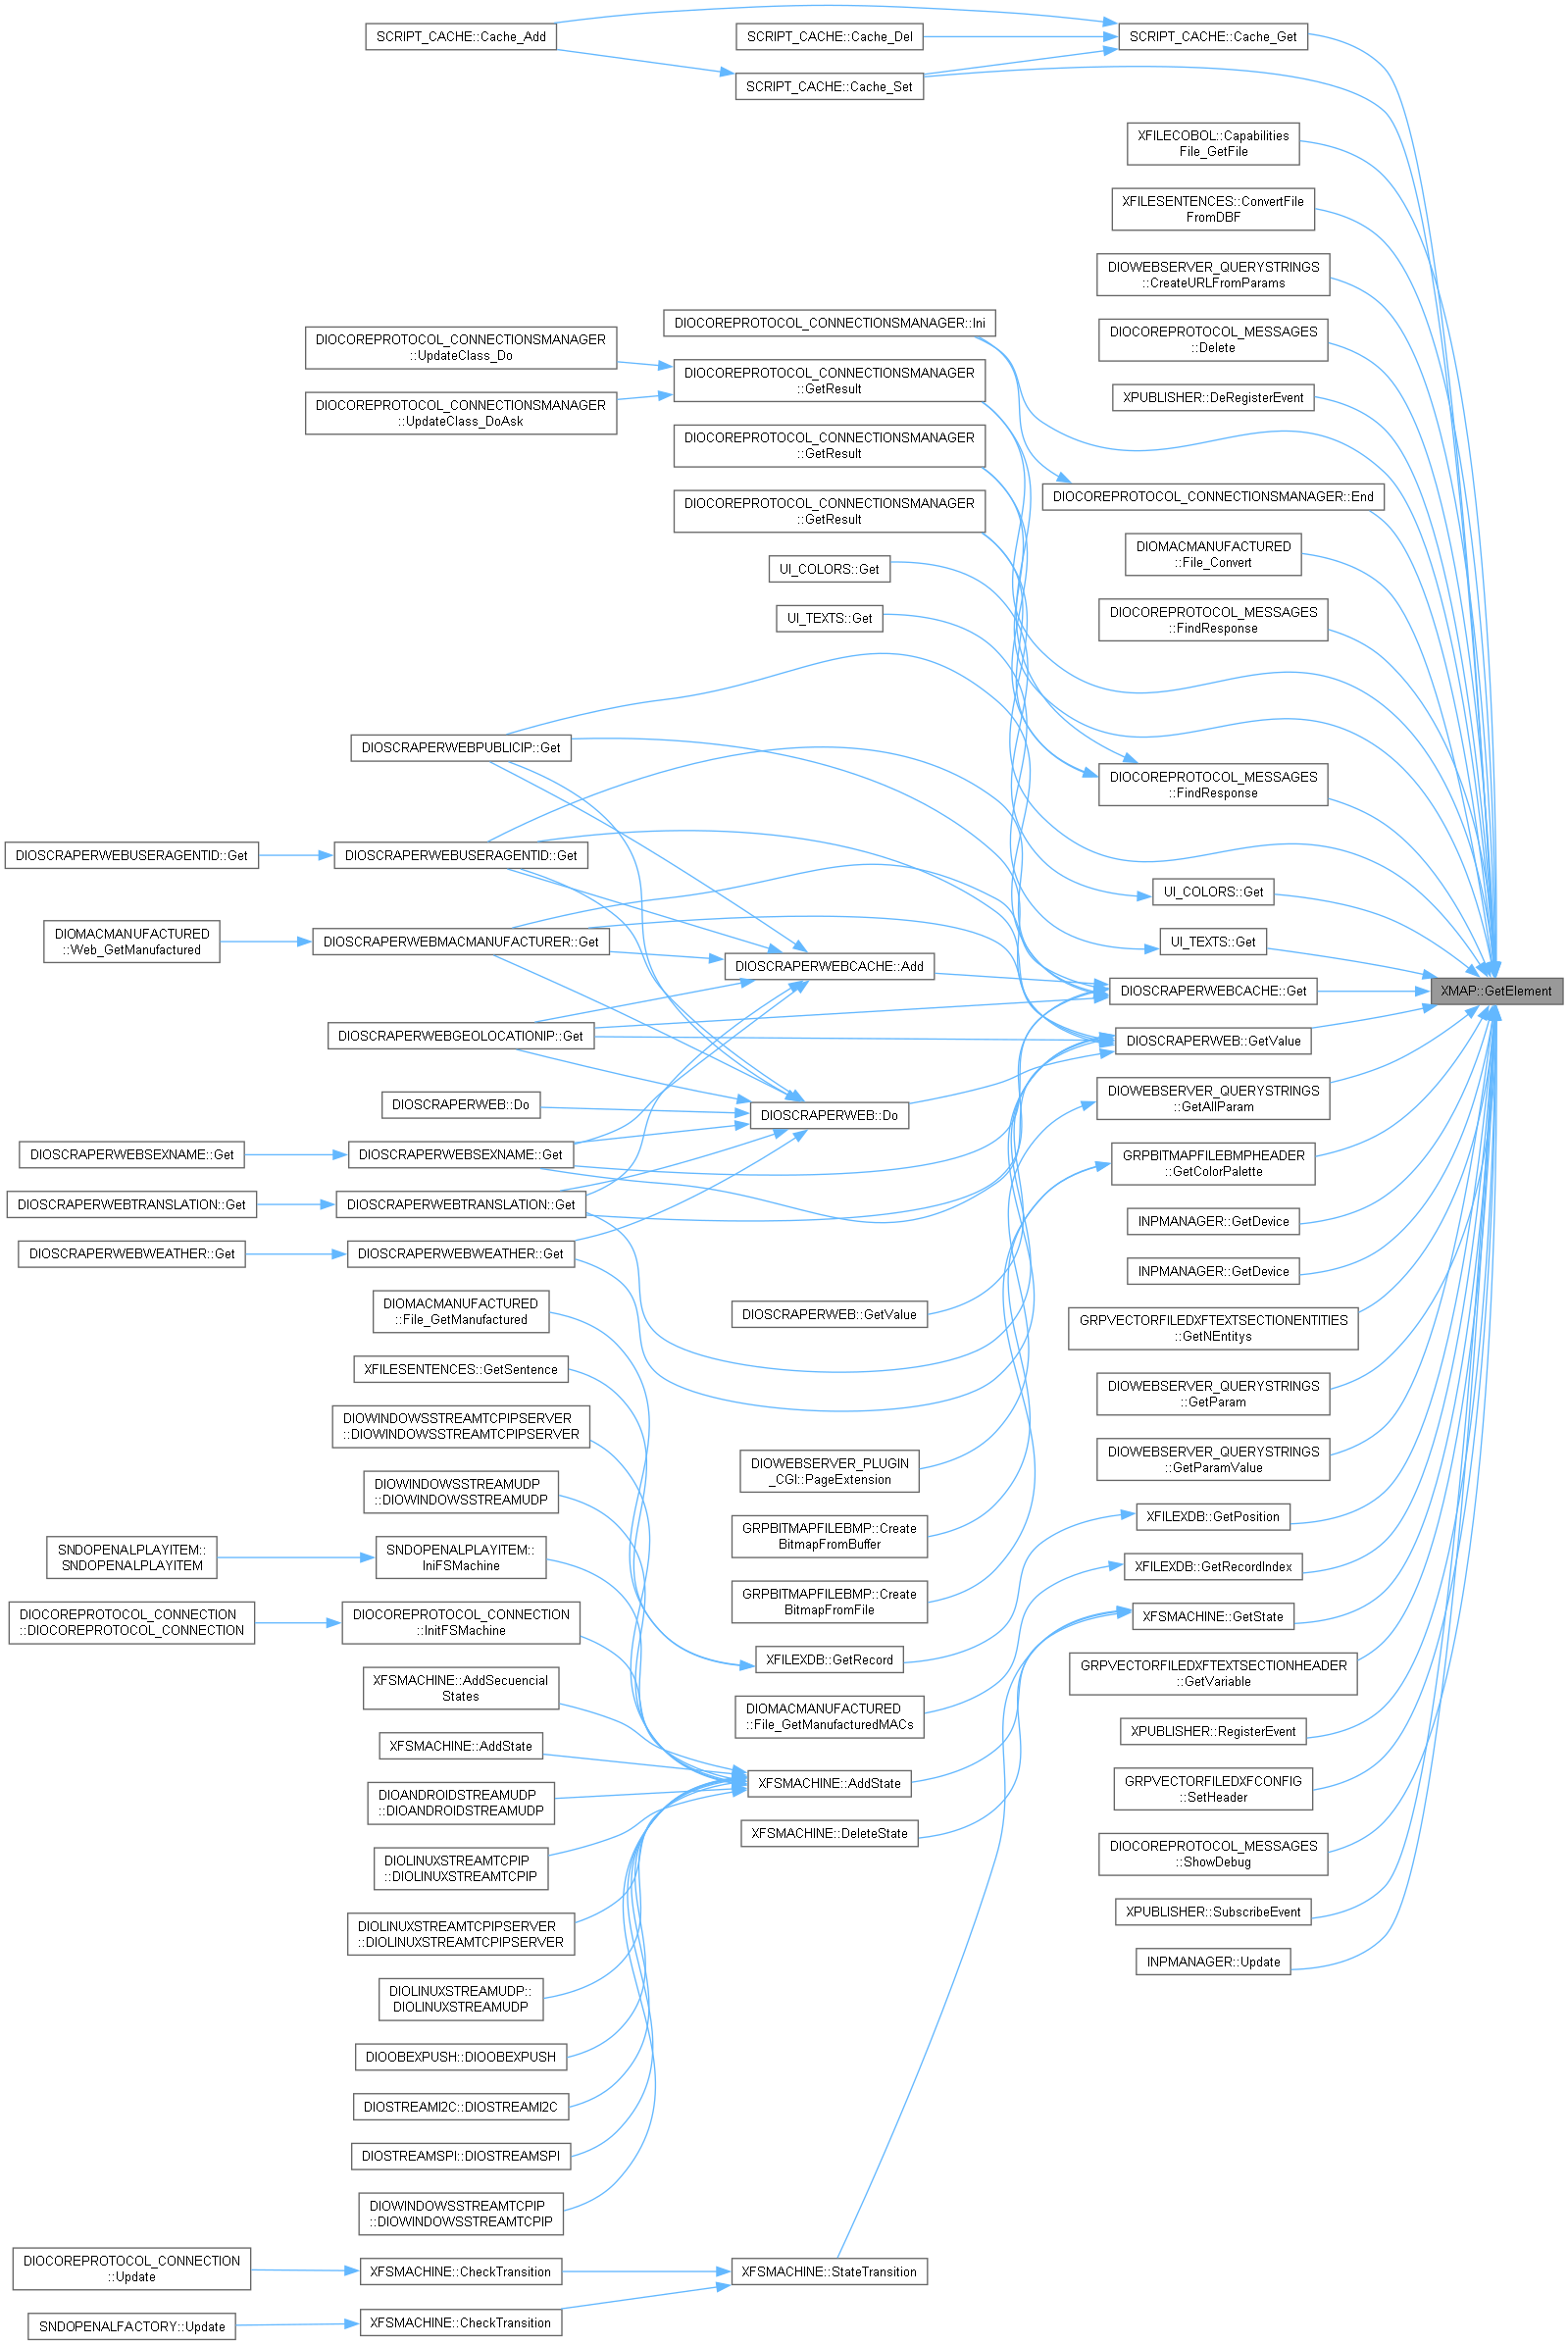 SCRIPT_CACHE::Cache_Add
SCRIPT_CACHE::Cache_Del
SCRIPT_CACHE::Cache_Get
SCRIPT_CACHE::Cache_Set
XFILECOBOL::Capabilities
File_GetFile
XFILESENTENCES::ConvertFile
FromDBF
DIOWEBSERVER_QUERYSTRINGS
::CreateURLFromParams
DIOCOREPROTOCOL_CONNECTIONSMANAGER::Ini
DIOCOREPROTOCOL_MESSAGES
::Delete
DIOCOREPROTOCOL_CONNECTIONSMANAGER
::UpdateClass_Do
DIOCOREPROTOCOL_CONNECTIONSMANAGER
::GetResult
XPUBLISHER::DeRegisterEvent
DIOCOREPROTOCOL_CONNECTIONSMANAGER
::UpdateClass_DoAsk
DIOCOREPROTOCOL_CONNECTIONSMANAGER
::GetResult
DIOCOREPROTOCOL_CONNECTIONSMANAGER::End
DIOCOREPROTOCOL_CONNECTIONSMANAGER
::GetResult
DIOMACMANUFACTURED
::File_Convert
UI_COLORS::Get
UI_TEXTS::Get
DIOCOREPROTOCOL_MESSAGES
::FindResponse
DIOSCRAPERWEBPUBLICIP::Get
DIOCOREPROTOCOL_MESSAGES
::FindResponse
DIOSCRAPERWEBUSERAGENTID::Get
DIOSCRAPERWEBUSERAGENTID::Get
UI_COLORS::Get
DIOMACMANUFACTURED
::Web_GetManufactured
DIOSCRAPERWEBMACMANUFACTURER::Get
UI_TEXTS::Get
DIOSCRAPERWEBCACHE::Add
DIOSCRAPERWEBCACHE::Get
XMAP::GetElement
DIOSCRAPERWEBGEOLOCATIONIP::Get
DIOSCRAPERWEB::GetValue
DIOSCRAPERWEB::Do
DIOSCRAPERWEB::Do
DIOWEBSERVER_QUERYSTRINGS
::GetAllParam
DIOSCRAPERWEBSEXNAME::Get
DIOSCRAPERWEBSEXNAME::Get
GRPBITMAPFILEBMPHEADER
::GetColorPalette
DIOSCRAPERWEBTRANSLATION::Get
DIOSCRAPERWEBTRANSLATION::Get
INPMANAGER::GetDevice
DIOSCRAPERWEBWEATHER::Get
DIOSCRAPERWEBWEATHER::Get
INPMANAGER::GetDevice
DIOMACMANUFACTURED
::File_GetManufactured
DIOSCRAPERWEB::GetValue
GRPVECTORFILEDXFTEXTSECTIONENTITIES
::GetNEntitys
XFILESENTENCES::GetSentence
DIOWEBSERVER_QUERYSTRINGS
::GetParam
DIOWINDOWSSTREAMTCPIPSERVER
::DIOWINDOWSSTREAMTCPIPSERVER
DIOWEBSERVER_QUERYSTRINGS
::GetParamValue
DIOWINDOWSSTREAMUDP
::DIOWINDOWSSTREAMUDP
DIOWEBSERVER_PLUGIN
_CGI::PageExtension
XFILEXDB::GetPosition
SNDOPENALPLAYITEM::
SNDOPENALPLAYITEM
SNDOPENALPLAYITEM::
IniFSMachine
GRPBITMAPFILEBMP::Create
BitmapFromBuffer
XFILEXDB::GetRecordIndex
GRPBITMAPFILEBMP::Create
BitmapFromFile
XFSMACHINE::GetState
DIOCOREPROTOCOL_CONNECTION
::DIOCOREPROTOCOL_CONNECTION
DIOCOREPROTOCOL_CONNECTION
::InitFSMachine
XFILEXDB::GetRecord
GRPVECTORFILEDXFTEXTSECTIONHEADER
::GetVariable
XFSMACHINE::AddSecuencial
States
DIOMACMANUFACTURED
::File_GetManufacturedMACs
XPUBLISHER::RegisterEvent
XFSMACHINE::AddState
XFSMACHINE::AddState
GRPVECTORFILEDXFCONFIG
::SetHeader
DIOANDROIDSTREAMUDP
::DIOANDROIDSTREAMUDP
XFSMACHINE::DeleteState
DIOCOREPROTOCOL_MESSAGES
::ShowDebug
DIOLINUXSTREAMTCPIP
::DIOLINUXSTREAMTCPIP
XPUBLISHER::SubscribeEvent
DIOLINUXSTREAMTCPIPSERVER
::DIOLINUXSTREAMTCPIPSERVER
INPMANAGER::Update
DIOLINUXSTREAMUDP::
DIOLINUXSTREAMUDP
DIOOBEXPUSH::DIOOBEXPUSH
DIOSTREAMI2C::DIOSTREAMI2C
DIOSTREAMSPI::DIOSTREAMSPI
DIOWINDOWSSTREAMTCPIP
::DIOWINDOWSSTREAMTCPIP
DIOCOREPROTOCOL_CONNECTION
::Update
XFSMACHINE::CheckTransition
XFSMACHINE::StateTransition
SNDOPENALFACTORY::Update
XFSMACHINE::CheckTransition